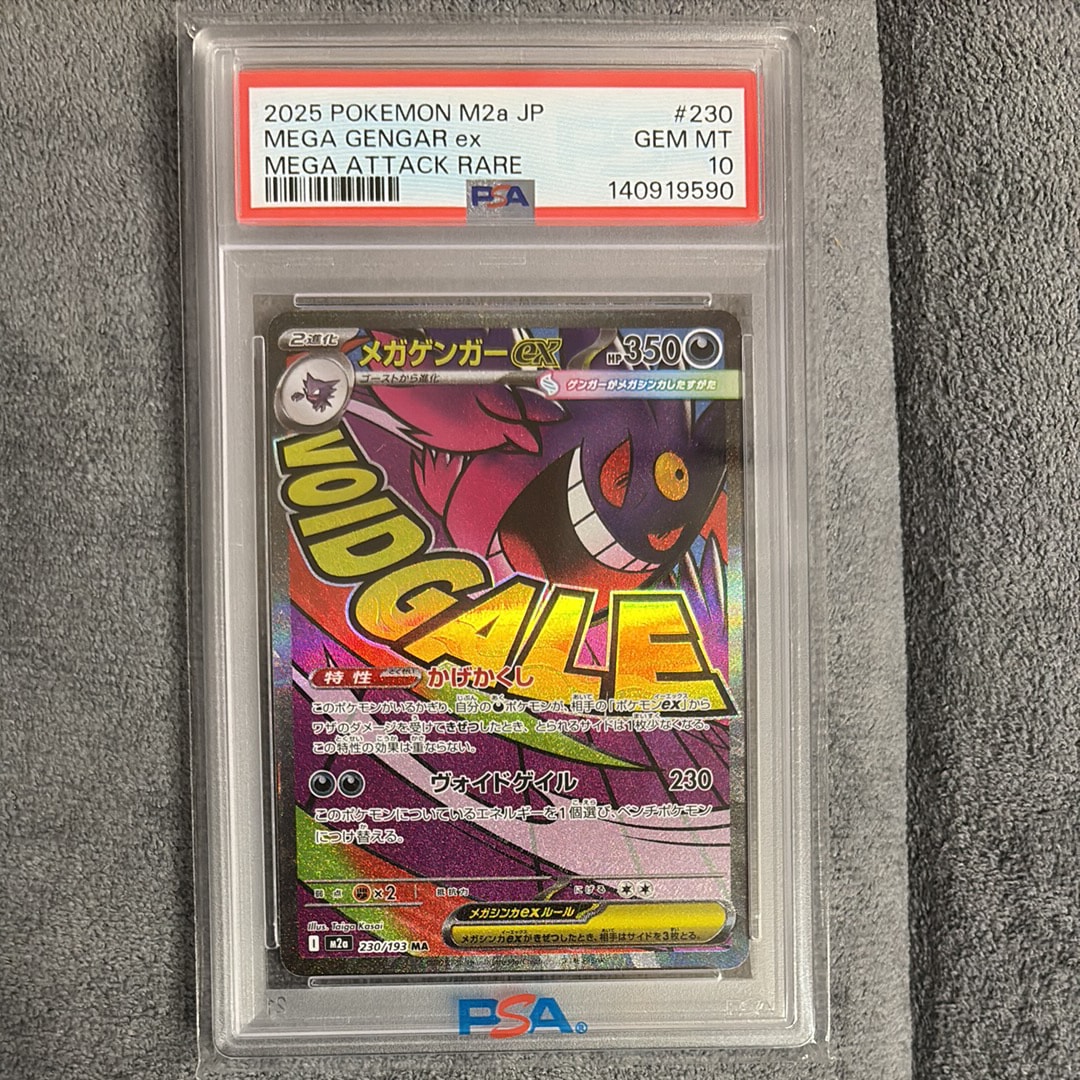 2025 POKEMON M2a JP #230
MEGA GENGAR ex GEM MT
MEGA ATTACK RARE 10
PSA 140919590
2進化 メガゲンガーex HP350
ゴーストから進化 ゲンガーがメガシンカしたすがた
VOID GALE
特性 かげかくし
このポケモンがいるかぎり、自分の悪ポケモンが、相手の「ポケモンex」から
ワザのダメージを受けてきぜつしたとき、とられるサイドは1枚少なくなる。
この特性の効果は重ならない。
ヴォイドゲイル 230
このポケモンについているエネルギーを1個選び、ベンチポケモン
につけ替える。
弱点 ×2 抵抗力 にげる
メガシンカexルール
メガシンカexがきぜつしたとき、相手はサイドを3枚とる。
Illus. Taiga Kasai
M2a 230/193 MA
PSA®